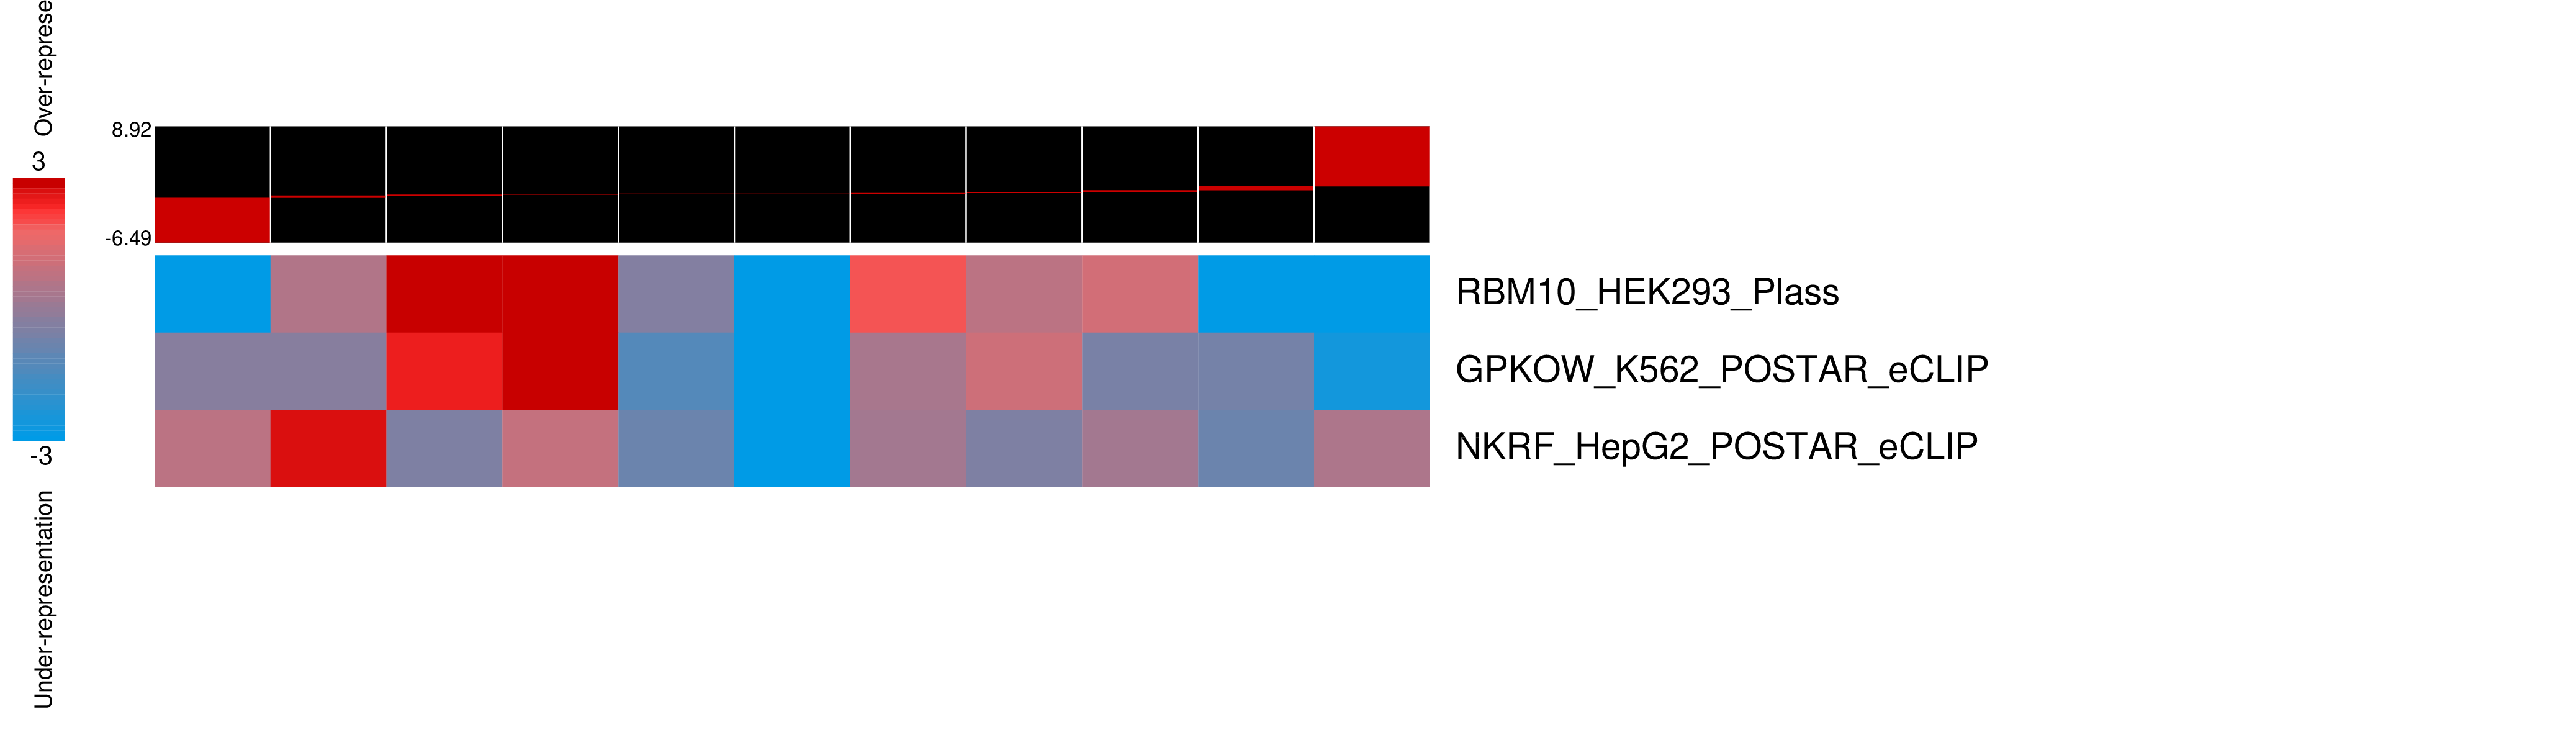 Over-represe
3
-3
Under-representation
8.92
-6.49
RBM10_HEK293_Plass
GPKOW_K562_POSTAR_eCLIP
NKRF_HepG2_POSTAR_eCLIP